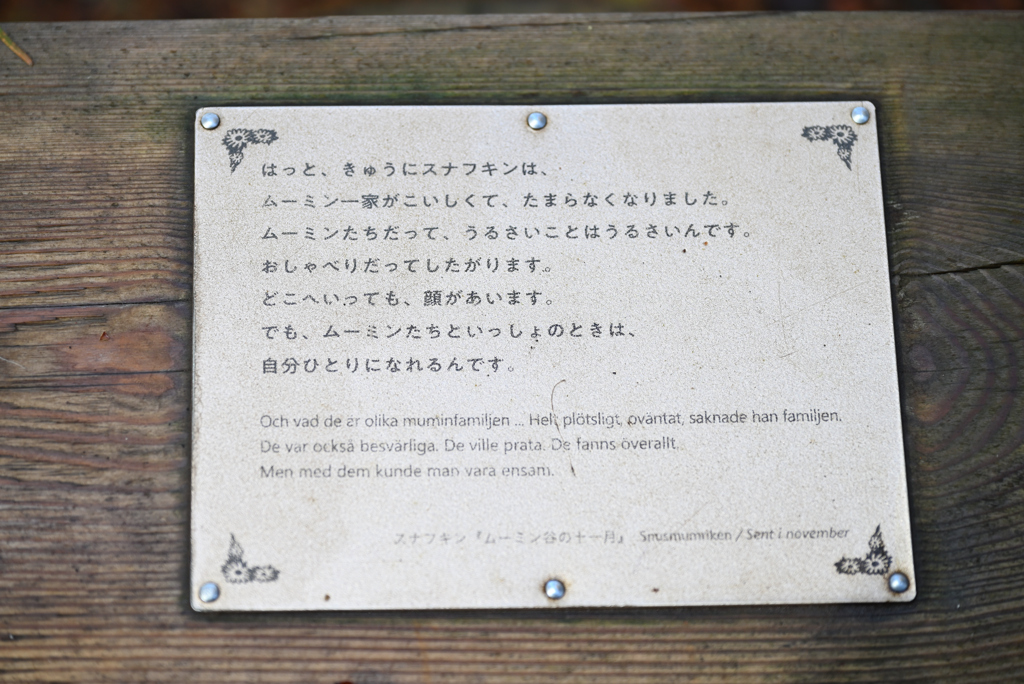 はっと、きゅうにスナフキンは、
ムーミン一家がこいしくて、たまらなくなりました。
ムーミンたちだって、うるさいことはうるさいんです。
おしゃべりだってしたがります。
どこへいっても、顔があいます。
でも、ムーミンたちといっしょのときは、
自分ひとりになれるんです。
Och vad de är olika muminfamiljen ... Helt plötsligt, oväntat, saknade han familjen.
De var också besvärliga. De ville prata. De fanns överallt.
Men med dem kunde man vara ensam.
スナフキン『ムーミン谷の十一月』 Snusmumriken / Sent i november